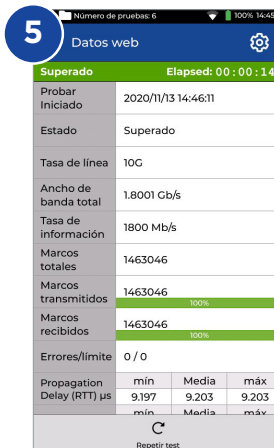 5
Número de pruebas: 6 100% 14:45
Datos web
Superado Elapsed: 00:00:14
Probar Iniciado 2020/11/13 14:46:11
Estado Superado
Tasa de línea 10G
Ancho de banda total 1.8001 Gb/s
Tasa de información 1800 Mb/s
Marcos totales 1463046
Marcos transmitidos 1463046
100%
Marcos recibidos 1463046
100%
Errores/límite 0 / 0
Propagation Delay (RTT) µs mín Media máx
9.197 9.203 9.203
mín Media máx
Repetir test